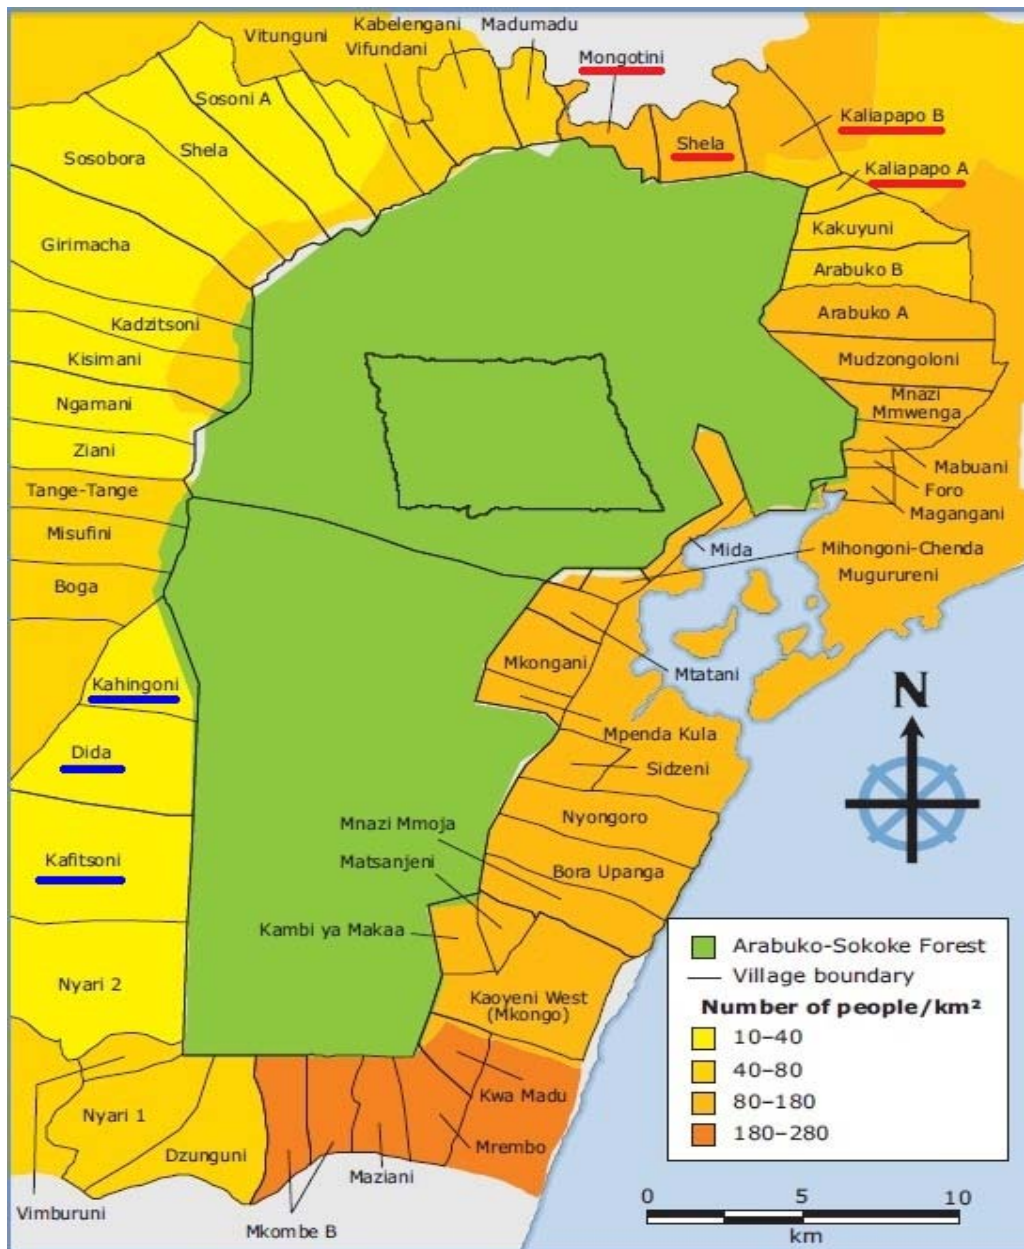 Kabelengani
Madumadu
Vitunguni
Vifundani
Mongotini
Sosoni A
Kaliapapo B
Shela
Shela
Sosobora
Kaliapapo A
Kakuyuni
Girimacha
Arabuko B
Arabuko A
Kadzitsoni
Kisimani
Mudzongoloni
Ngamani
Mnazi
Mmwenga
Ziani
Mabuani
Tange-Tange
Foro
Magangani
Misufini
Mida
Mihongoni-Chenda
Boga
Mugurureni
Mkongani
Mtatani
Kahingoni
N
Mpenda Kula
Dida
Sidzeni
Mnazi Mmoja
Nyongoro
Matsanjeni
Kafitsoni
Bora Upanga
Kambi ya Makaa
Nyari 2
Kaoyeni West
(Mkongo)
Arabuko-Sokoke Forest
Village boundary
Number of people/km²
10–40
40–80
80–180
180–280
Kwa Madu
Nyari 1
Mrembo
Dzunguni
Maziani
Vimburuni
Mkombe B
0 5 10
km